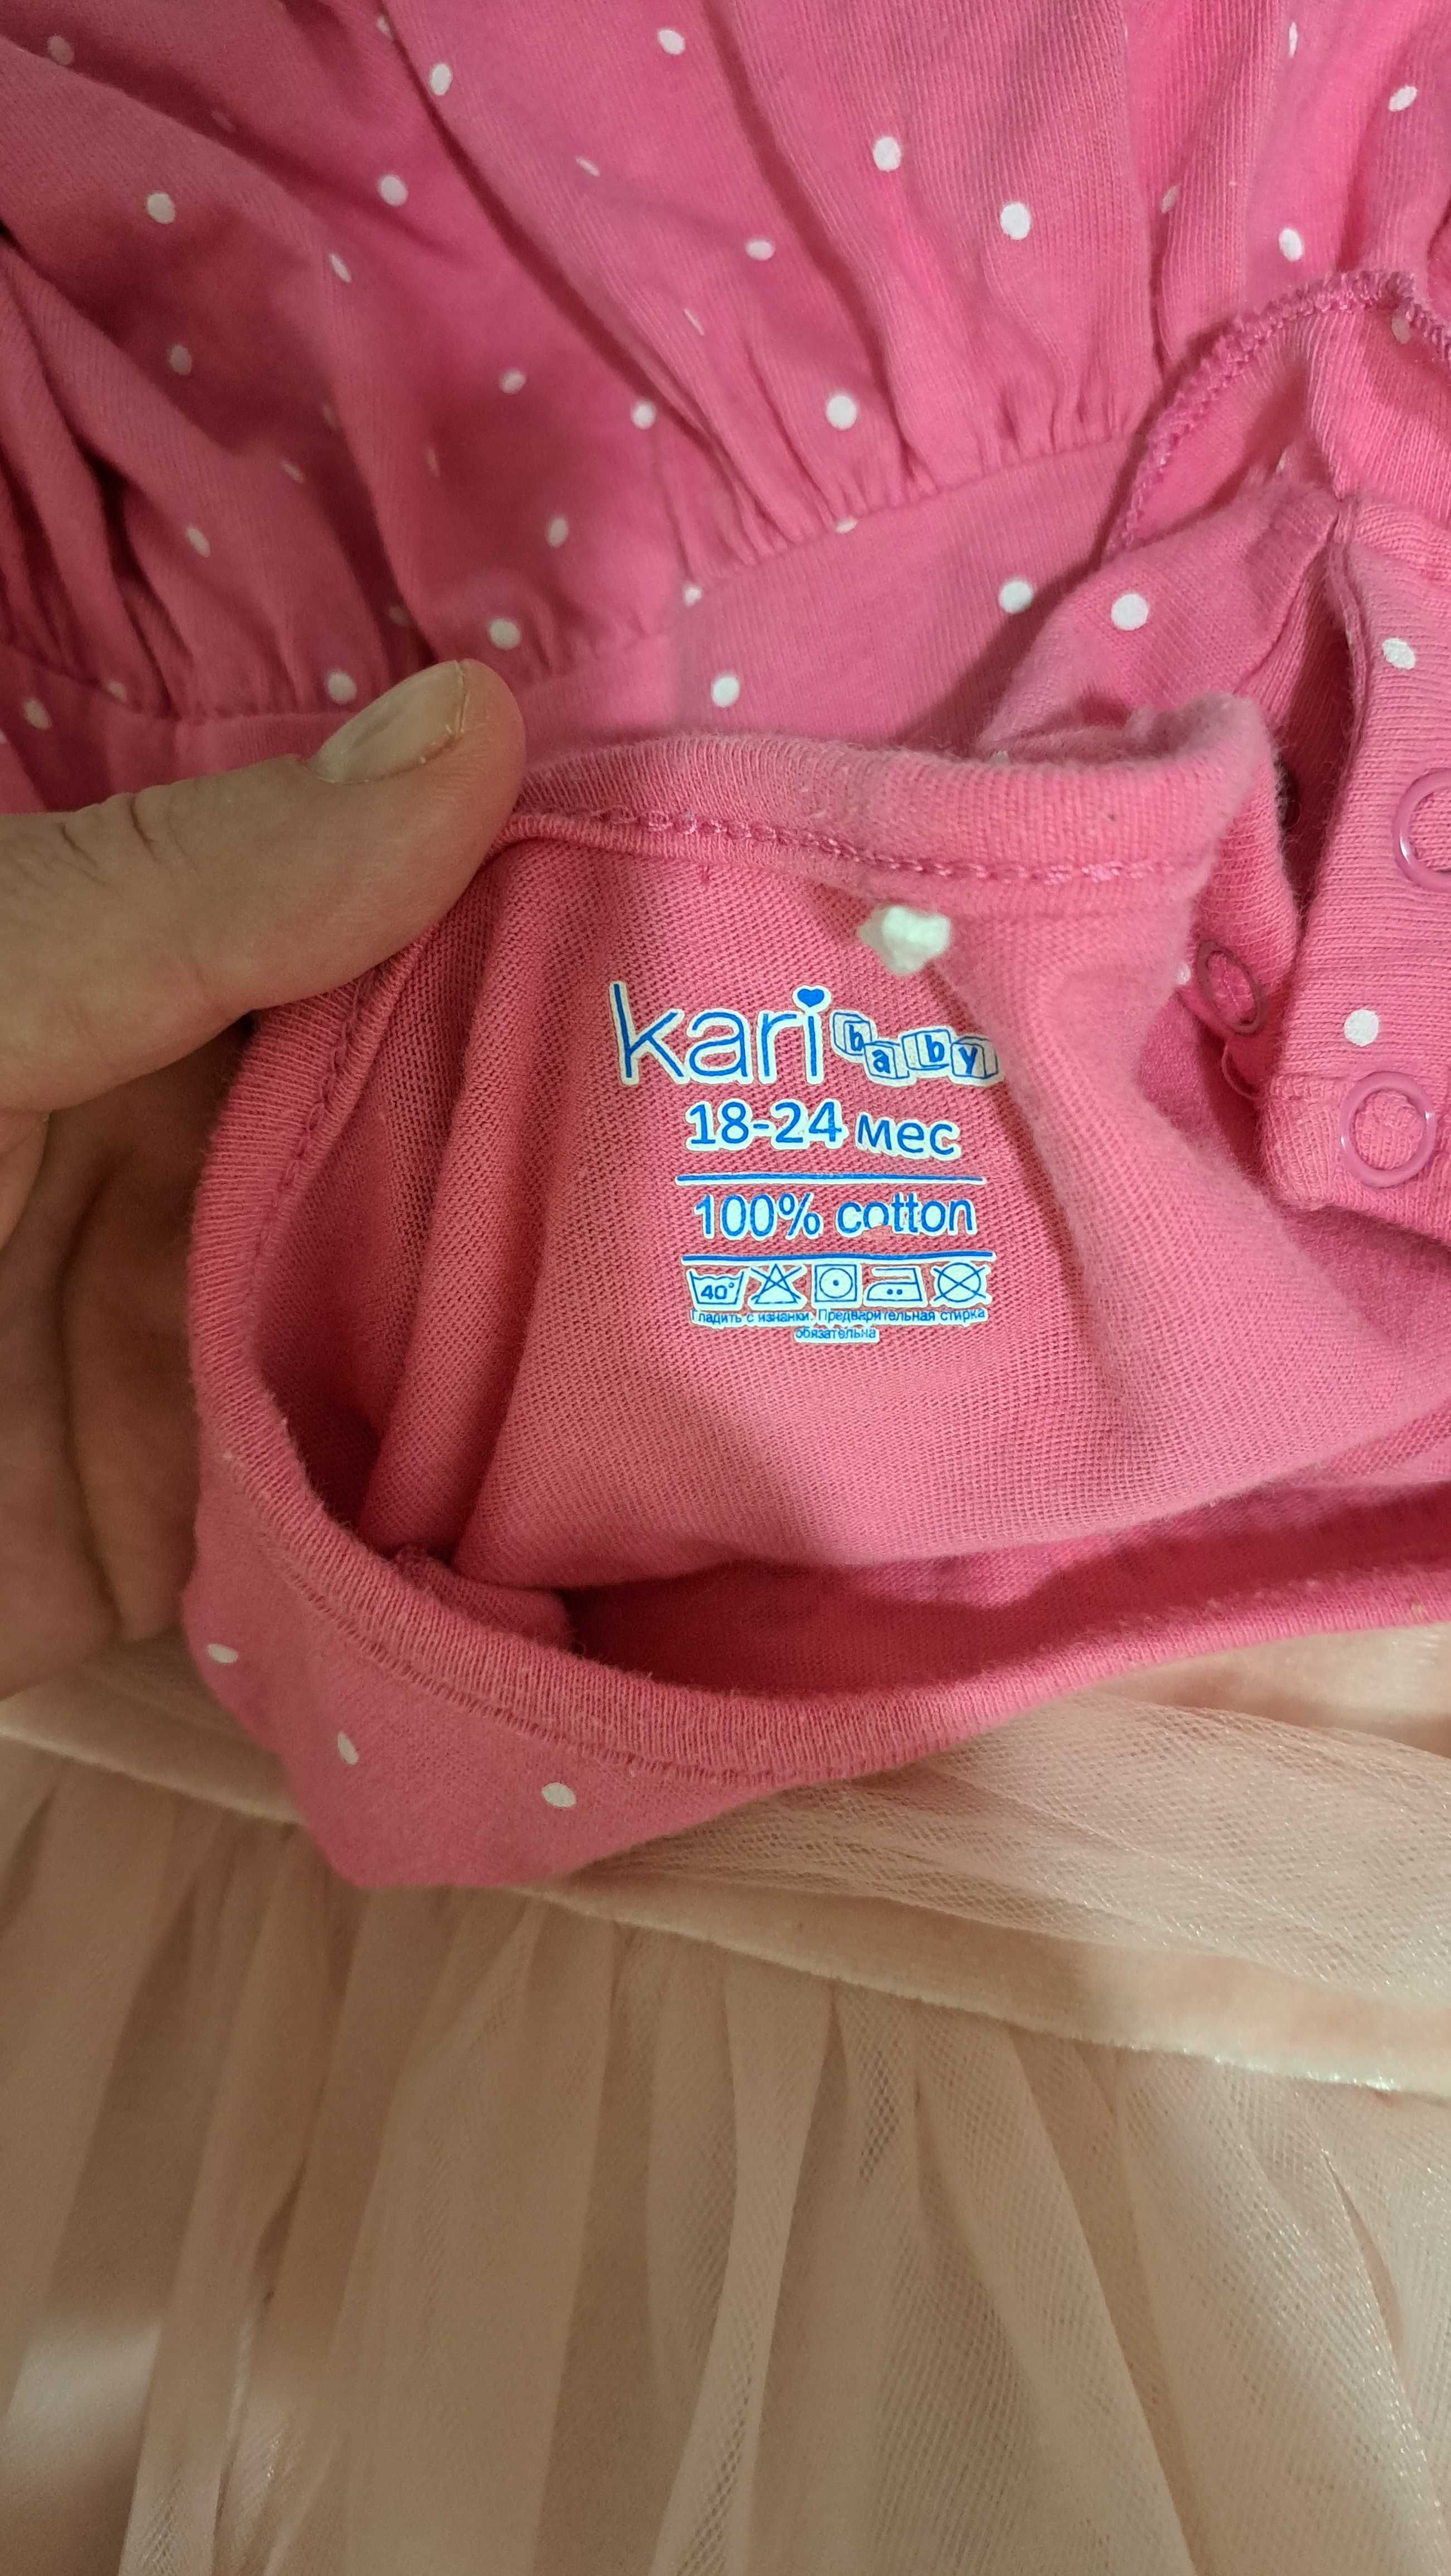 kari baby
18-24 мес
100% cotton
40°
Гладить с изнанки. Предварительная стирка
обязательна